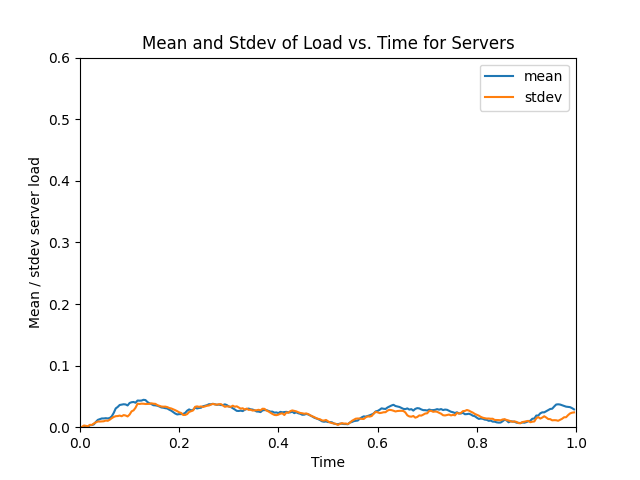 Mean and Stdev of Load vs. Time for Servers
mean
stdev
Mean / stdev server load
0.6
0.5
0.4
0.3
0.2
0.1
0.0
0.0 0.2 0.4 0.6 0.8 1.0
Time